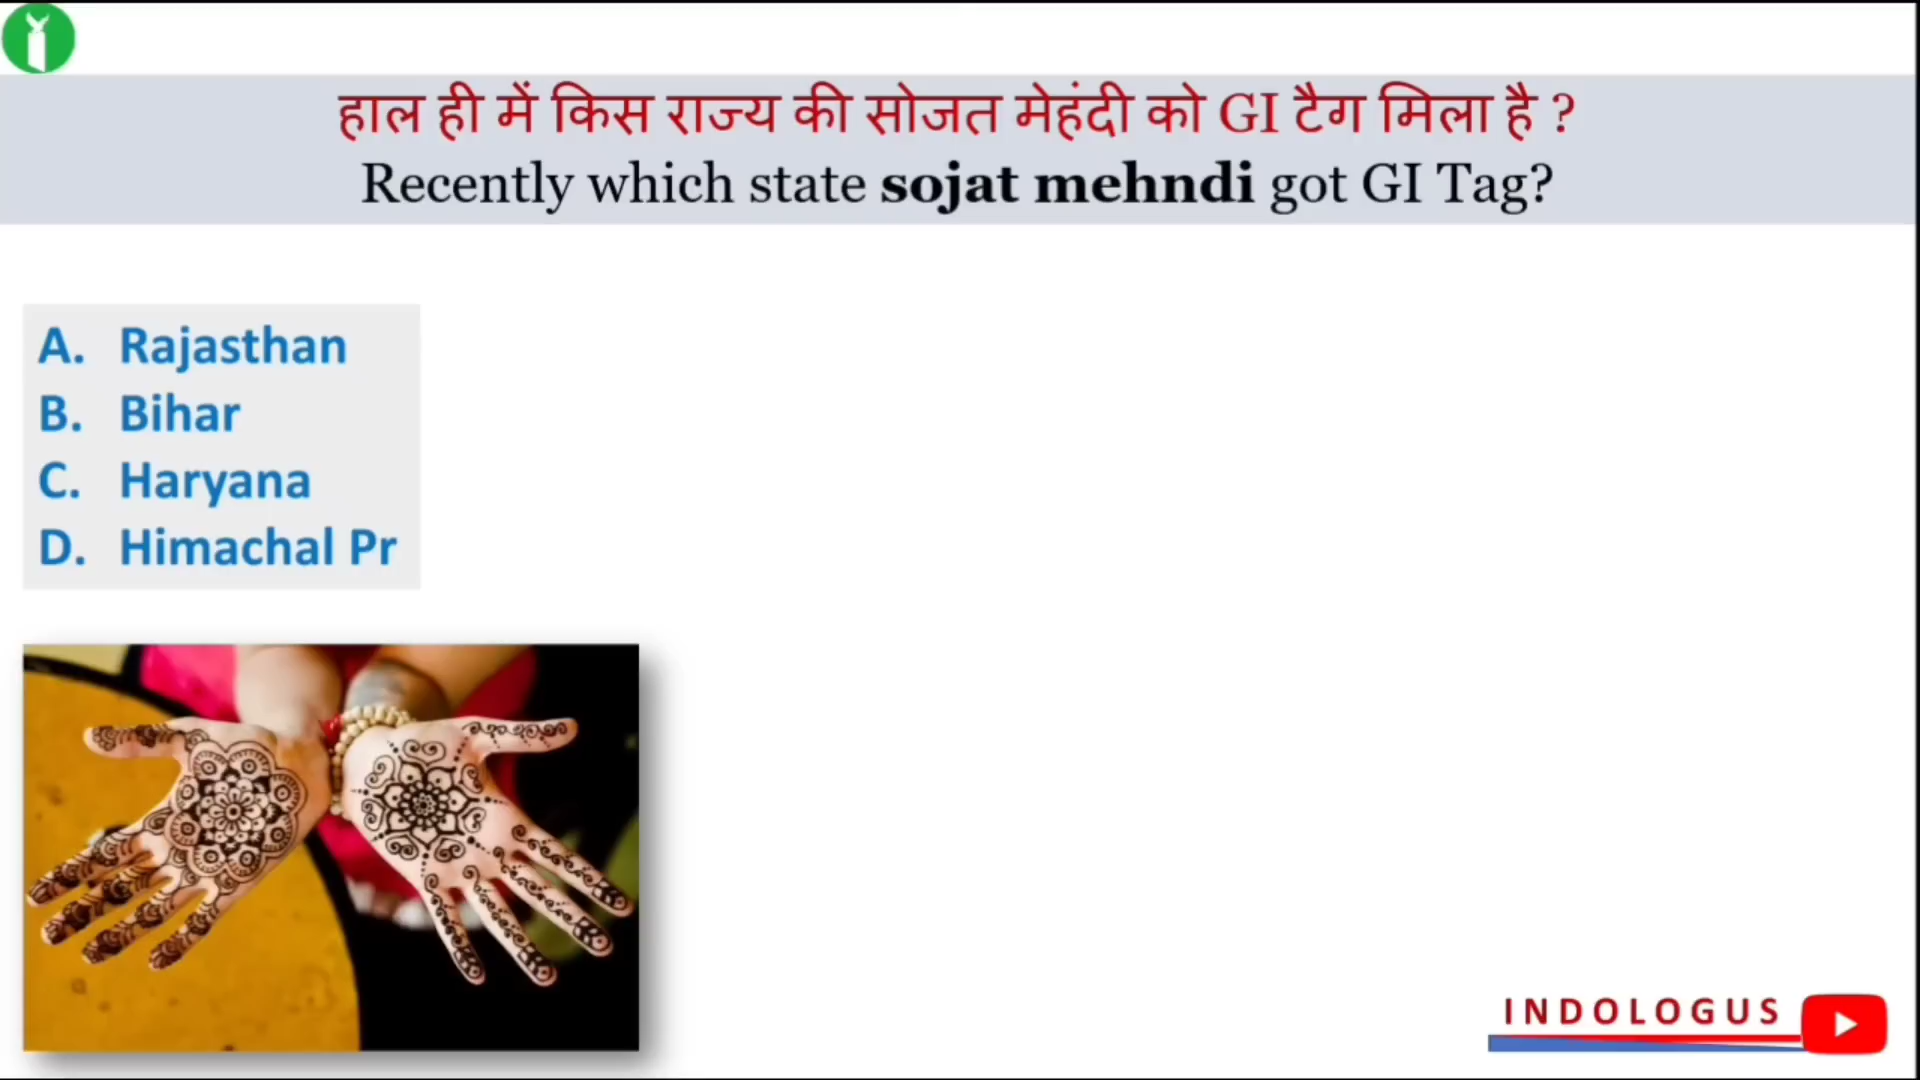 हाल ही में किस राज्य की सोजत मेहंदी को GI टैग मिला है ?
Recently which state sojat mehndi got GI Tag?
A. Rajasthan
B. Bihar
C. Haryana
D. Himachal Pr
INDOLOGUS